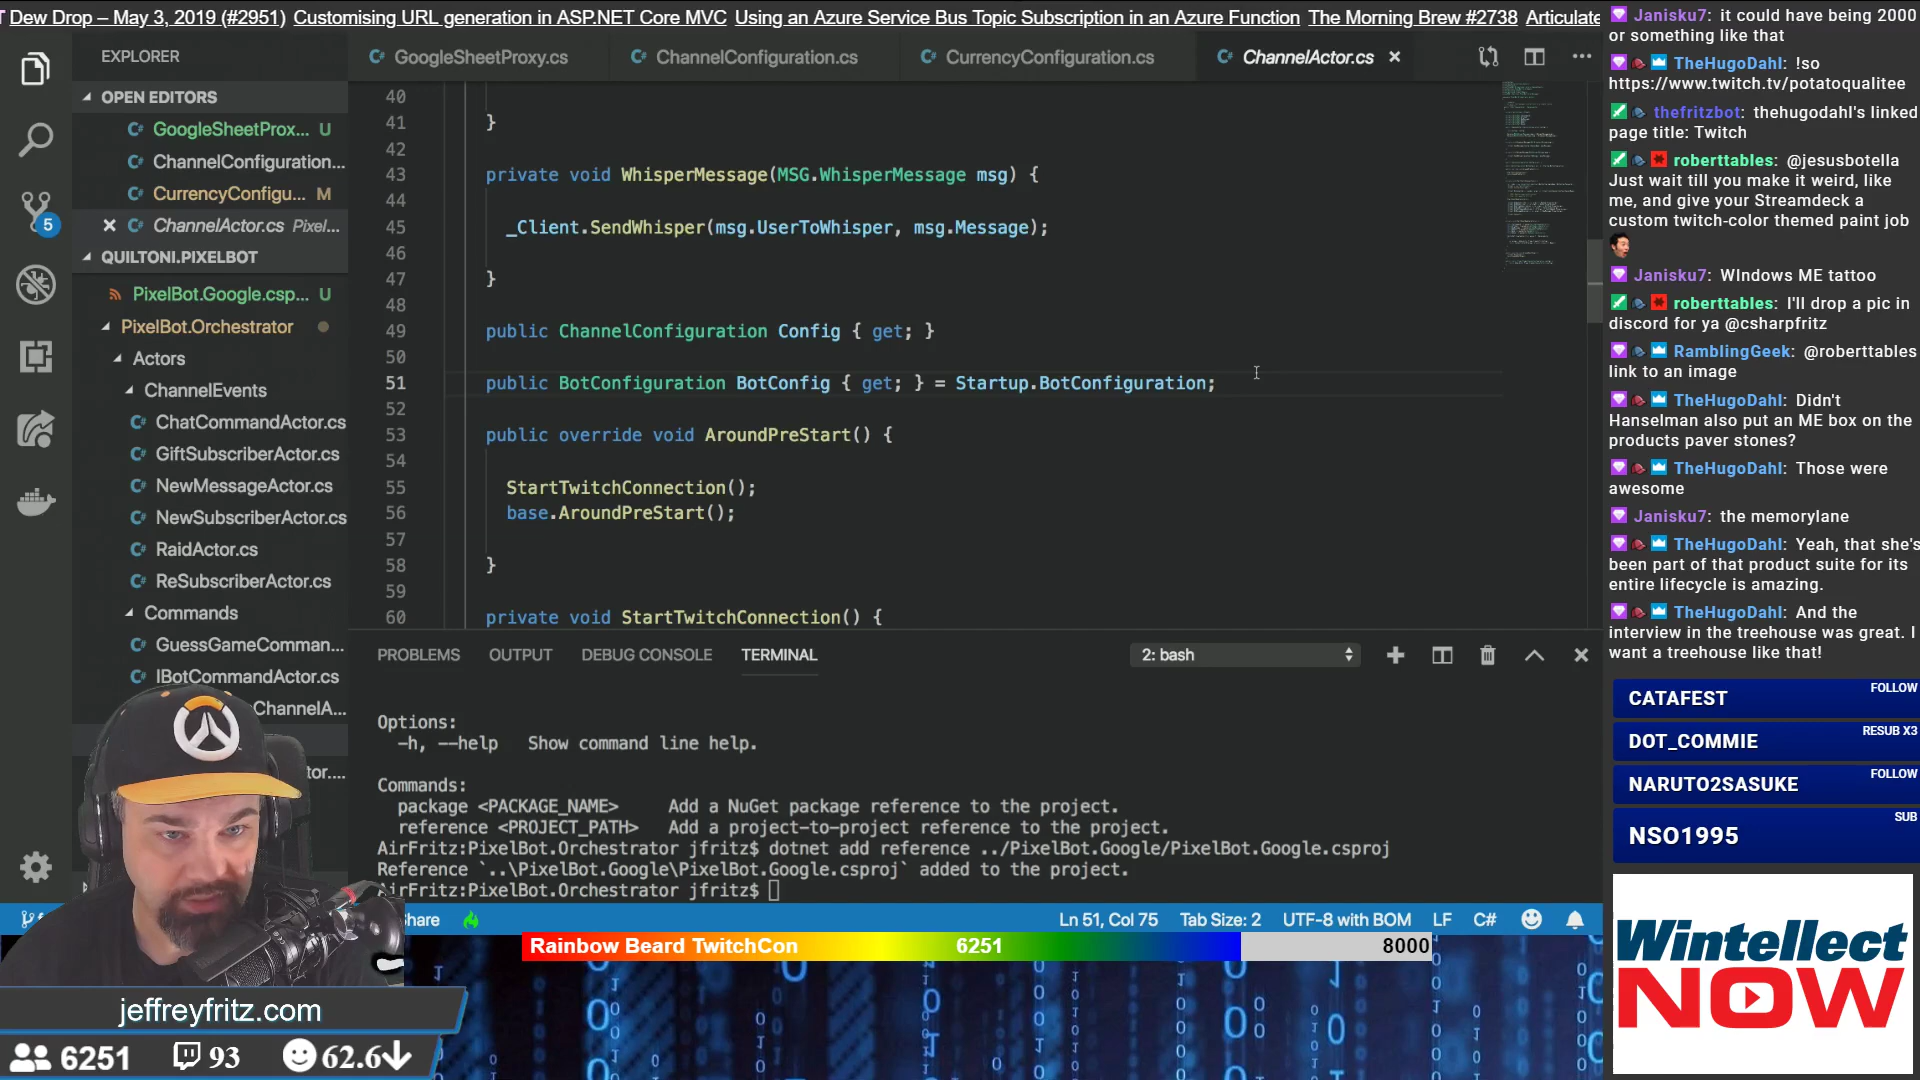 Dew Drop – May 3, 2019 (#2951) Customising URL generation in ASP.NET Core MVC Using an Azure Service Bus Topic Subscription in an Azure Function The Morning Brew #2738 Articulate
EXPLORER
OPEN EDITORS
GoogleSheetProx... U
ChannelConfiguration...
CurrencyConfigu... M
ChannelActor.cs Pixel...
QUILTONI.PIXELBOT
PixelBot.Google.csp... U
PixelBot.Orchestrator
Actors
ChannelEvents
ChatCommandActor.cs
GiftSubscriberActor.cs
NewMessageActor.cs
NewSubscriberActor.cs
RaidActor.cs
ReSubscriberActor.cs
Commands
GuessGameComman...
IBotCommandActor.cs
ChannelA...
tor....
5
GoogleSheetProxy.cs
ChannelConfiguration.cs
CurrencyConfiguration.cs
ChannelActor.cs
40
41 }
42
43 private void WhisperMessage(MSG.WhisperMessage msg) {
44
45 _Client.SendWhisper(msg.UserToWhisper, msg.Message);
46
47 }
48
49 public ChannelConfiguration Config { get; }
50
51 public BotConfiguration BotConfig { get; } = Startup.BotConfiguration;
52
53 public override void AroundPreStart() {
54
55 StartTwitchConnection();
56 base.AroundPreStart();
57
58 }
59
60 private void StartTwitchConnection() {
PROBLEMS OUTPUT DEBUG CONSOLE TERMINAL
2: bash
Options:
-h, --help Show command line help.
Commands:
package <PACKAGE_NAME> Add a NuGet package reference to the project.
reference <PROJECT_PATH> Add a project-to-project reference to the project.
AirFritz:PixelBot.Orchestrator jfritz$ dotnet add reference ../PixelBot.Google/PixelBot.Google.csproj
Reference `..\PixelBot.Google\PixelBot.Google.csproj` added to the project.
AirFritz:PixelBot.Orchestrator jfritz$
hare
Ln 51, Col 75 Tab Size: 2 UTF-8 with BOM LF C#
Rainbow Beard TwitchCon 6251 8000
jeffreyfritz.com
6251 93 62.6
Janisku7: it could have being 2000
or something like that
TheHugoDahl: !so
https://www.twitch.tv/potatoqualitee
thefritzbot: thehugodahl's linked
page title: Twitch
roberttables: @jesusbotella
Just wait till you make it weird, like
me, and give your Streamdeck a
custom twitch-color themed paint job
Janisku7: WIndows ME tattoo
roberttables: I'll drop a pic in
discord for ya @csharpfritz
RamblingGeek: @roberttables
link to an image
TheHugoDahl: Didn't
Hanselman also put an ME box on the
products paver stones?
TheHugoDahl: Those were
awesome
Janisku7: the memorylane
TheHugoDahl: Yeah, that she's
been part of that product suite for its
entire lifecycle is amazing.
TheHugoDahl: And the
interview in the treehouse was great. I
want a treehouse like that!
CATAFEST FOLLOW
DOT_COMMIE RESUB X3
NARUTO2SASUKE FOLLOW
NSO1995 SUB
Wintellect
NOW